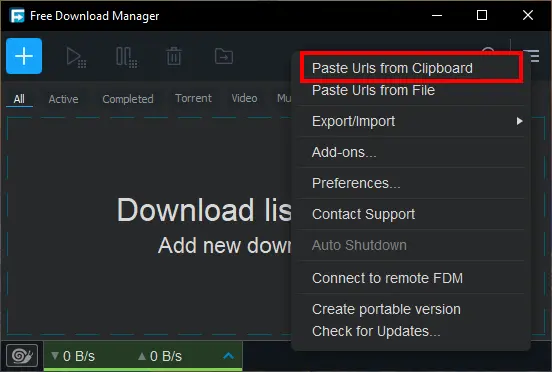 Free Download Manager
All Active Completed Torrent Video Mu
Download lis
Add new down
Paste Urls from Clipboard
Paste Urls from File
Export/Import
Add-ons...
Preferences...
Contact Support
Auto Shutdown
Connect to remote FDM
Create portable version
Check for Updates...
▼0 B/s ▲0 B/s